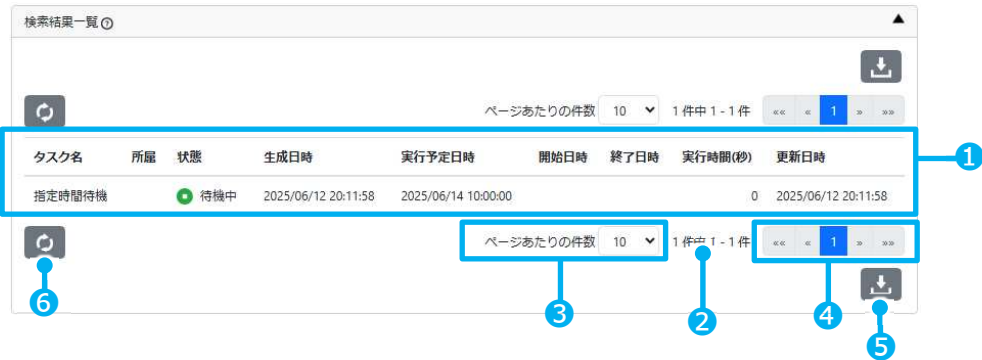 検索結果一覧
ページあたりの件数 10 1 件中 1 - 1 件 «« « 1 » »»
タスク名 所属 状態 生成日時 実行予定日時 開始日時 終了日時 実行時間(秒) 更新日時
指定時間待機 待機中 2025/06/12 20:11:58 2025/06/14 10:00:00 0 2025/06/12 20:11:58
1
ページあたりの件数 10 1 件中 1 - 1 件 «« « 1 » »»
6
3
2
4
5